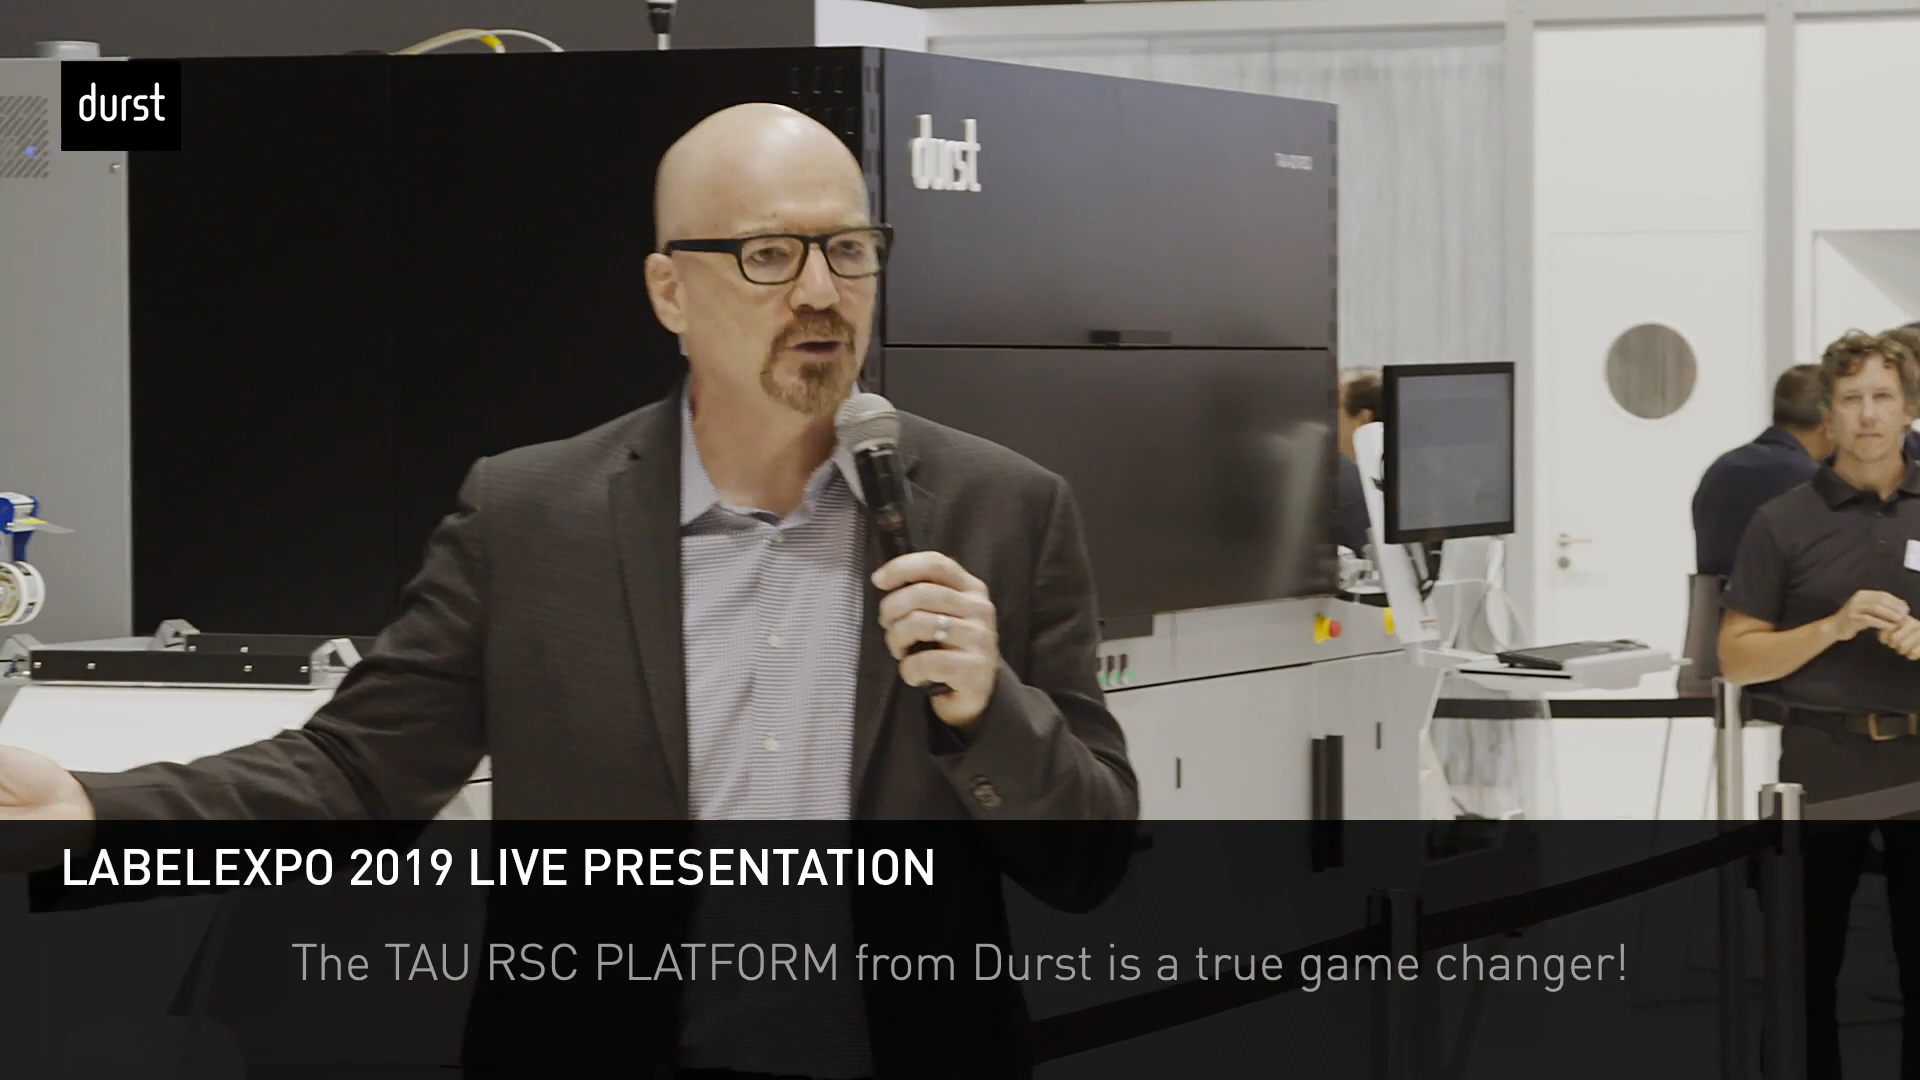 durst
durst
LABELEXPO 2019 LIVE PRESENTATION
The TAU RSC PLATFORM from Durst is a true game changer!